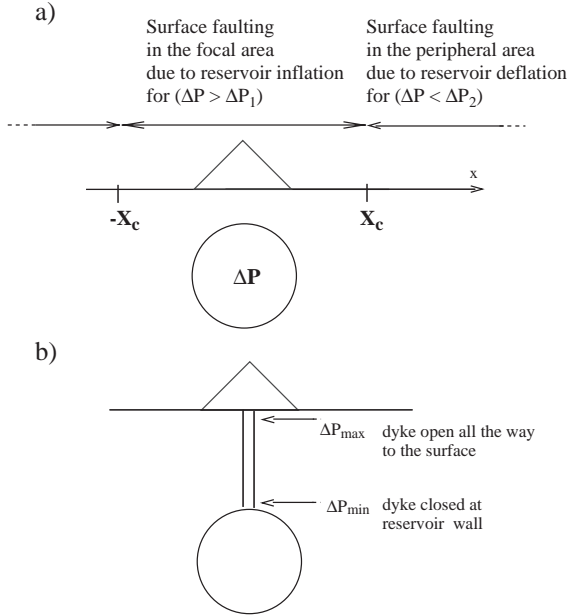 a)
Surface faulting
in the focal area
due to reservoir inflation
for (ΔP > ΔP₁)
Surface faulting
in the peripheral area
due to reservoir deflation
for (ΔP < ΔP₂)
x
-Xc
Xc
ΔP
b)
ΔPmax dyke open all the way
to the surface
ΔPmin dyke closed at
reservoir wall